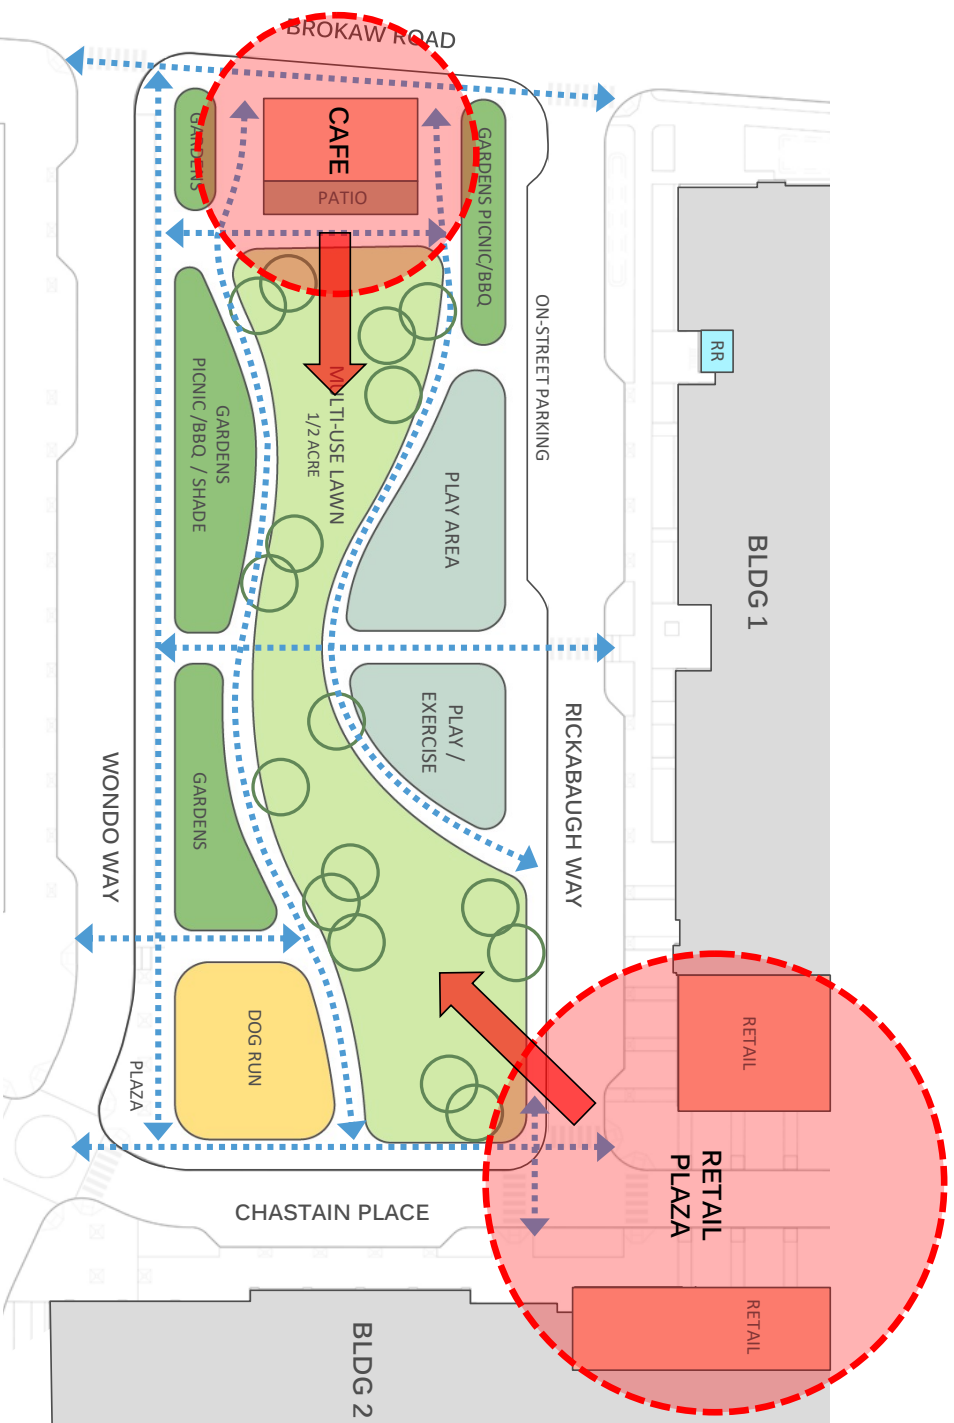 BROKAW ROAD
CAFE
PATIO
GARDENS
GARDENS PICNIC/BBQ
ON-STREET PARKING
RR
GARDENS
PICNIC /BBQ / SHADE
MULTI-USE LAWN
1/2 ACRE
PLAY AREA
BLDG 1
PLAY /
EXERCISE
RICKABAUGH WAY
WONDO WAY
GARDENS
DOG RUN
PLAZA
RETAIL
RETAIL
PLAZA
CHASTAIN PLACE
RETAIL
BLDG 2